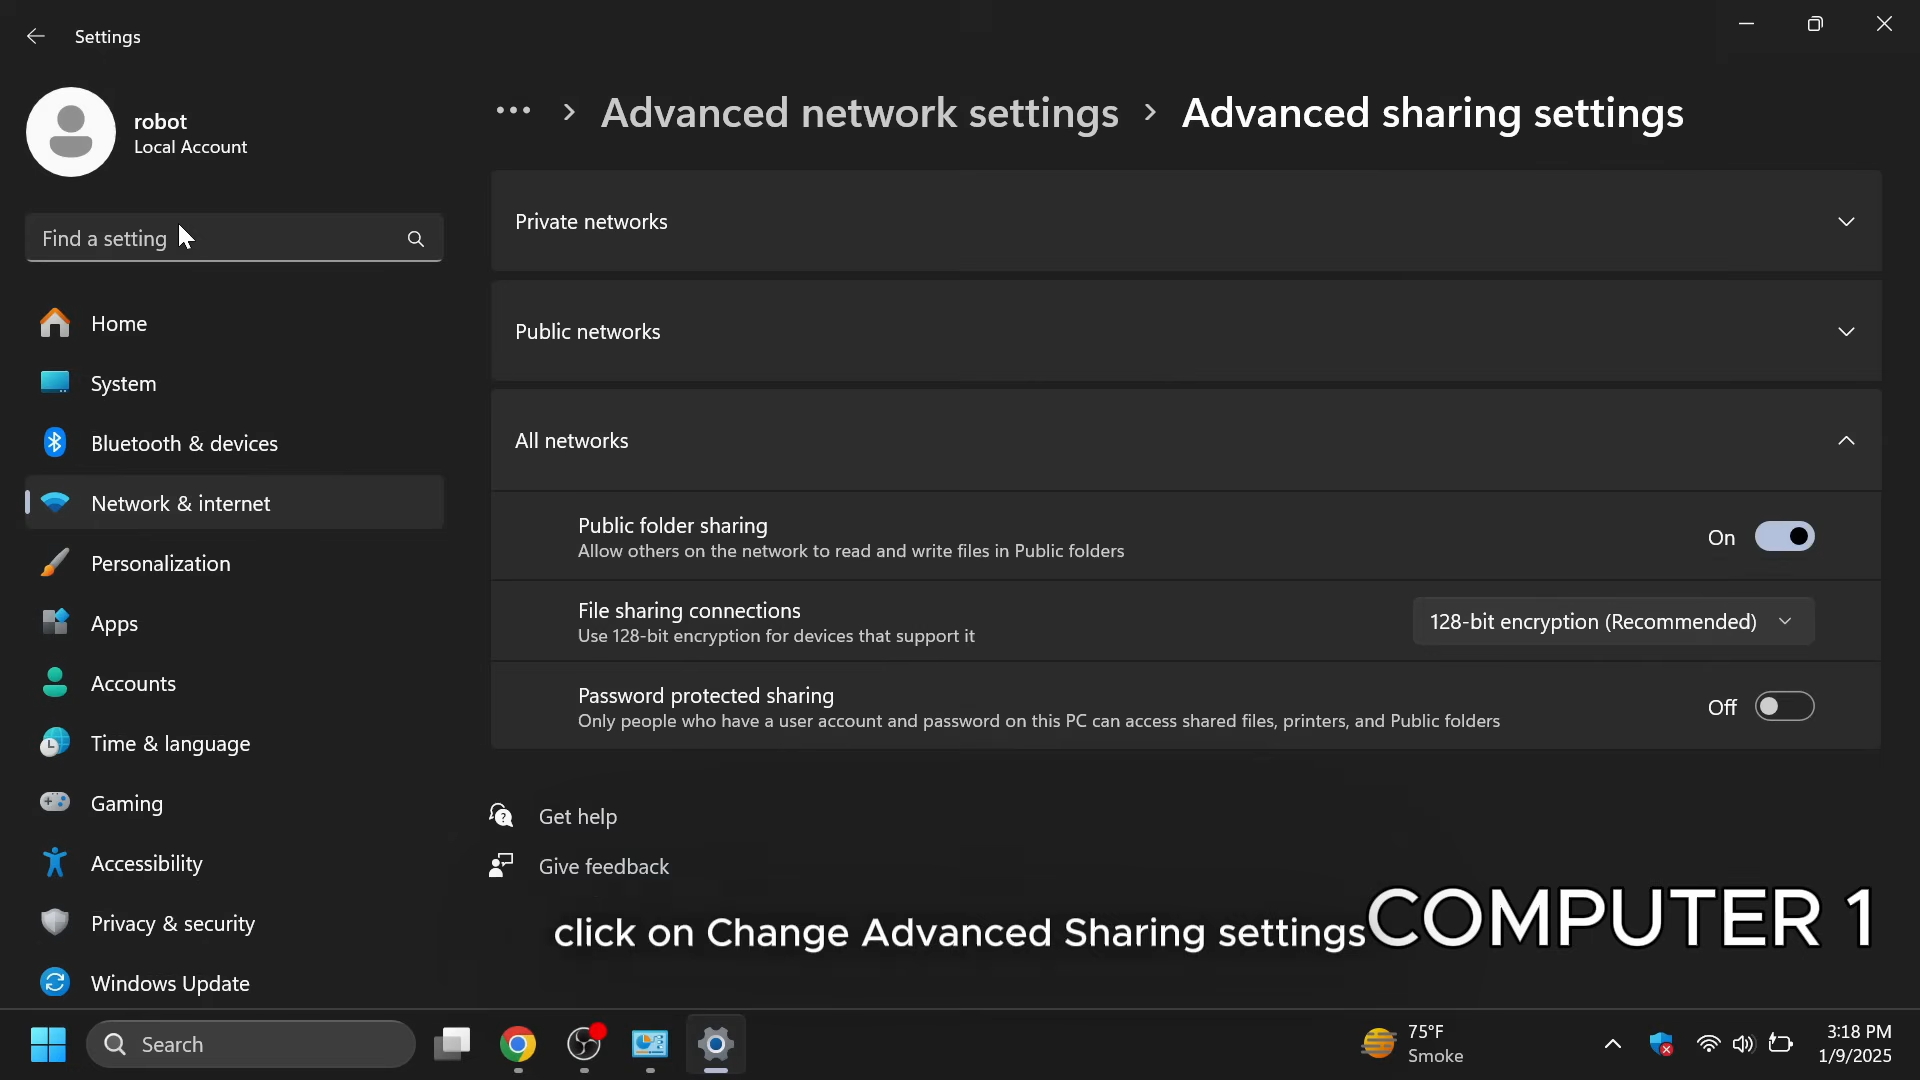 Settings
robot
Local Account
Find a setting
Home
System
Bluetooth & devices
Network & internet
Personalization
Apps
Accounts
Time & language
Gaming
Accessibility
Privacy & security
Windows Update
... > Advanced network settings > Advanced sharing settings
Private networks
Public networks
All networks
Public folder sharing
Allow others on the network to read and write files in Public folders
On
File sharing connections
Use 128-bit encryption for devices that support it
128-bit encryption (Recommended)
Password protected sharing
Only people who have a user account and password on this PC can access shared files, printers, and Public folders
Off
Get help
Give feedback
click on Change Advanced Sharing settings
COMPUTER 1
Search
75°F
Smoke
3:18 PM
1/9/2025